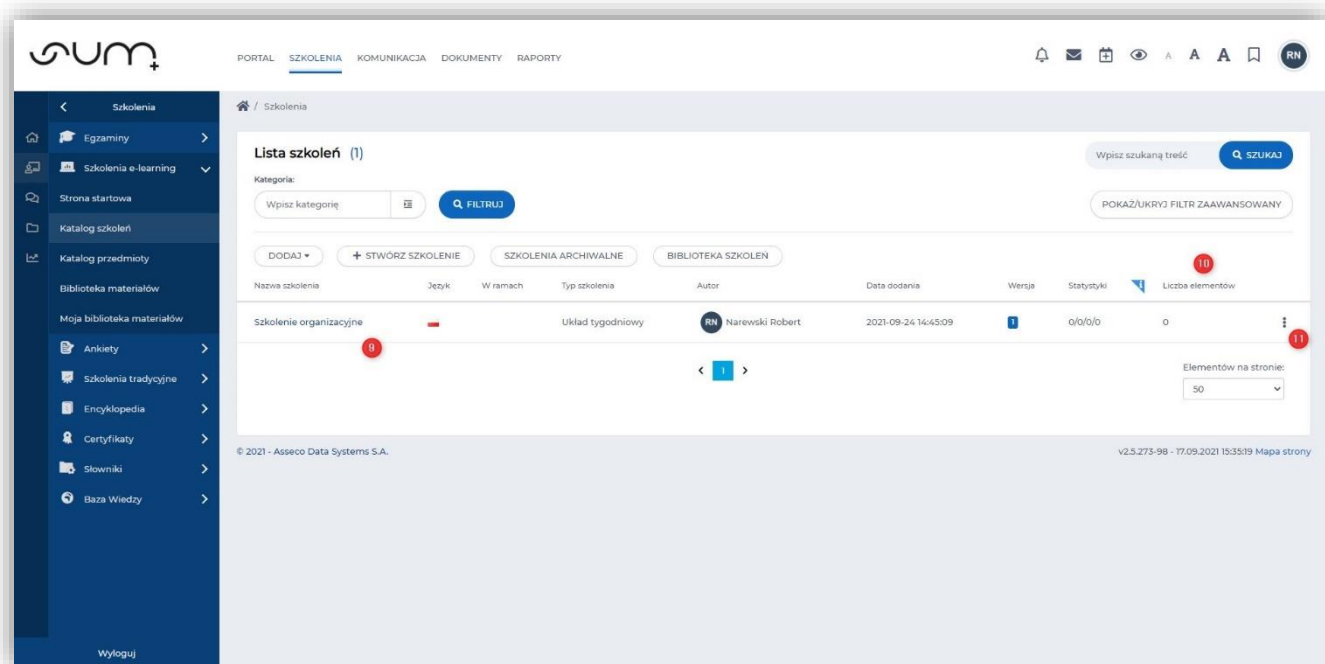 sum+
PORTAL SZKOLENIA KOMUNIKACJA DOKUMENTY RAPORTY
A A A RN
Szkolenia
Egzaminy
Szkolenia e-learning
Strona startowa
Katalog szkoleń
Katalog przedmioty
Biblioteka materiałów
Moja biblioteka materiałów
Ankiety
Szkolenia tradycyjne
Encyklopedia
Certyfikaty
Słowniki
Baza Wiedzy
Wyloguj
/ Szkolenia
Lista szkoleń (1)
Wpisz szukaną treść SZUKAJ
Kategoria:
Wpisz kategorię FILTRUJ
POKAŻ/UKRYJ FILTR ZAAWANSOWANY
DODAJ + STWÓRZ SZKOLENIE SZKOLENIA ARCHIWALNE BIBLIOTEKA SZKOLEŃ
10
Nazwa szkolenia Język W ramach Typ szkolenia Autor Data dodania Wersja Statystyki i Liczba elementów
Szkolenie organizacyjne Układ tygodniowy RN Narewski Robert 2021-09-24 14:45:09 1 0/0/0/0 0
9
11
1
Elementów na stronie:
50
© 2021 - Asseco Data Systems S.A.
v2.5.273-98 - 17.09.2021 15:35:19 Mapa strony